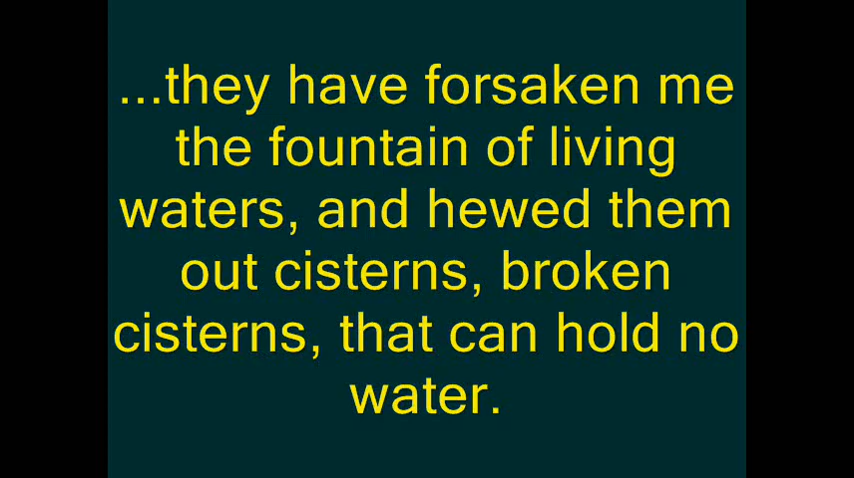 ...they have forsaken me
the fountain of living
waters, and hewed them
out cisterns, broken
cisterns, that can hold no
water.